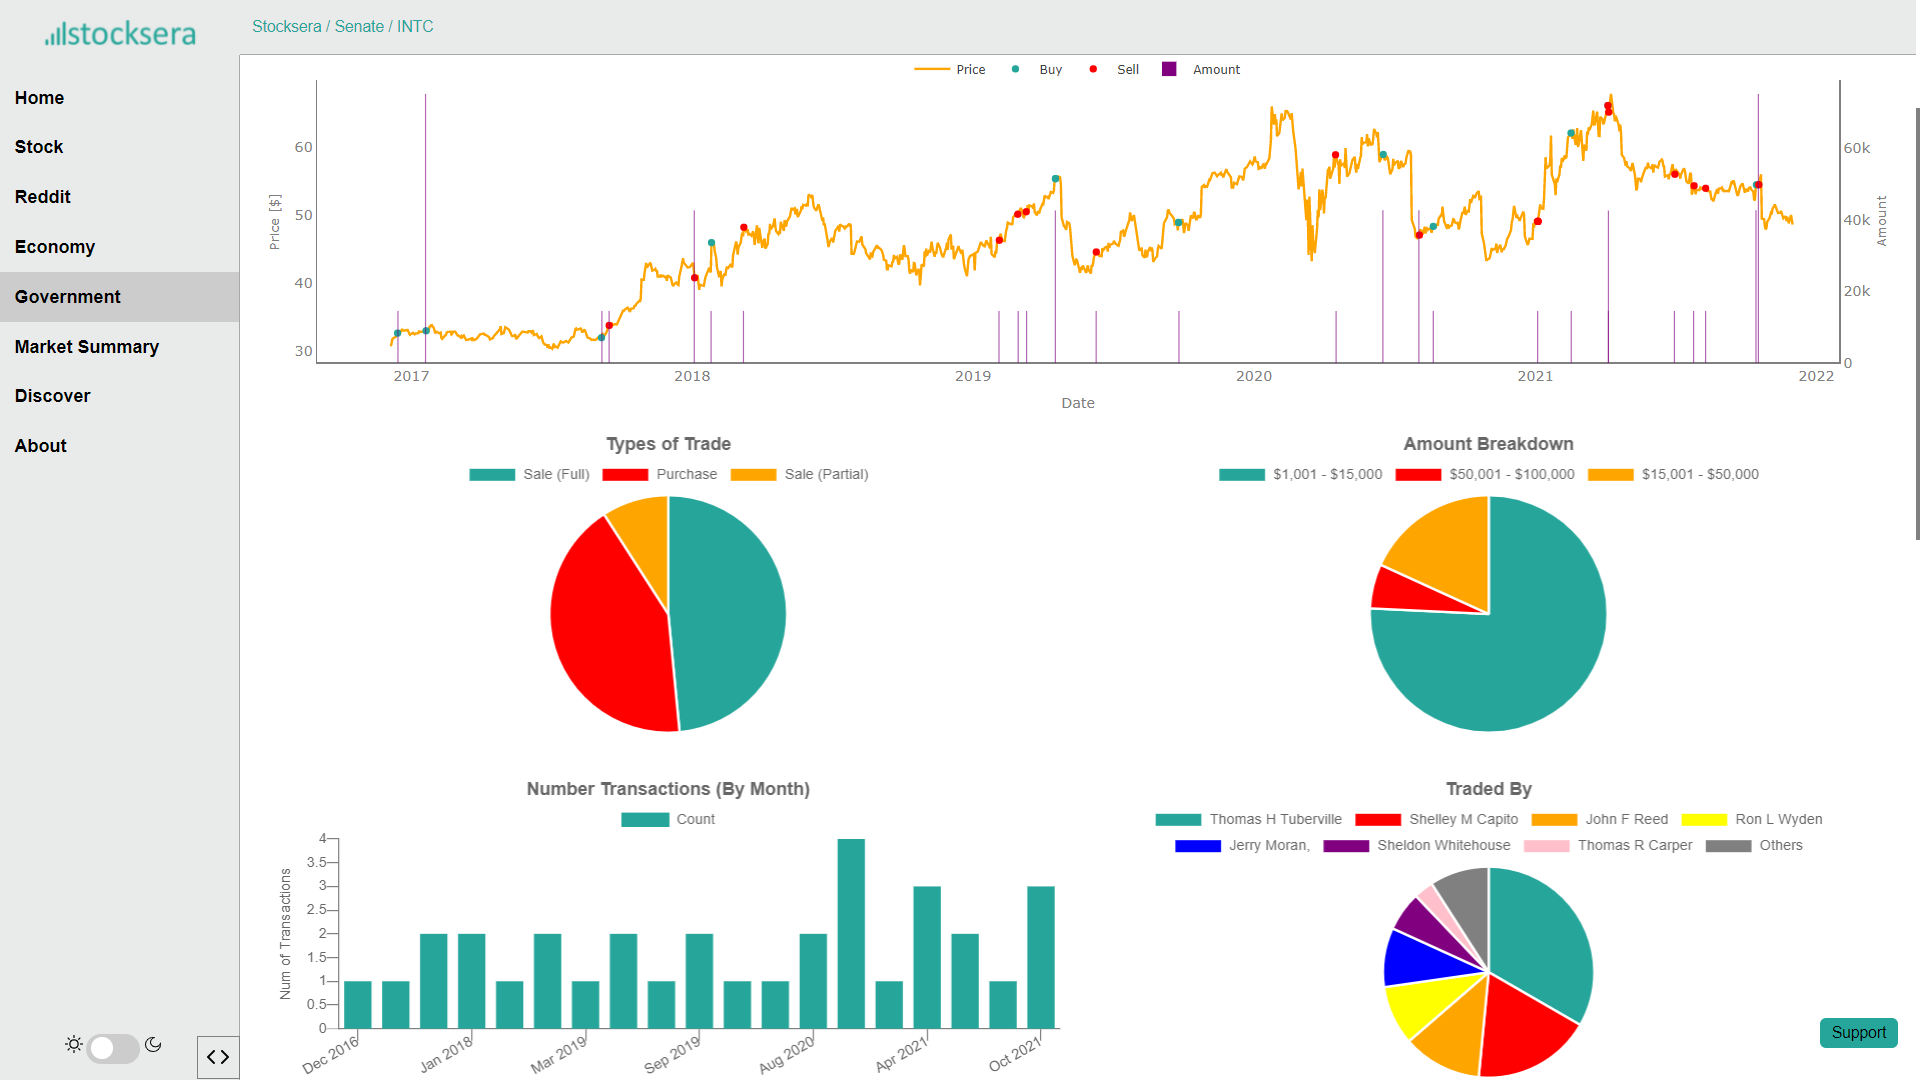 stocksera
Stocksera / Senate / INTC
Home
Stock
Reddit
Economy
Government
Market Summary
Discover
About
Price Buy Sell Amount
Price [$]
60
50
40
30
60k
40k
20k
0
Amount
2017 2018 2019 2020 2021 2022
Date
Types of Trade
Sale (Full) Purchase Sale (Partial)
Amount Breakdown
$1,001 - $15,000 $50,001 - $100,000 $15,001 - $50,000
Number Transactions (By Month)
Count
Num of Transactions
4
3.5
3
2.5
2
1.5
1
0.5
0
Dec 2016 Jan 2018 Mar 2019 Sep 2019 Aug 2020 Apr 2021 Oct 2021
Traded By
Thomas H Tuberville Shelley M Capito John F Reed Ron L Wyden
Jerry Moran, Sheldon Whitehouse Thomas R Carper Others
Support